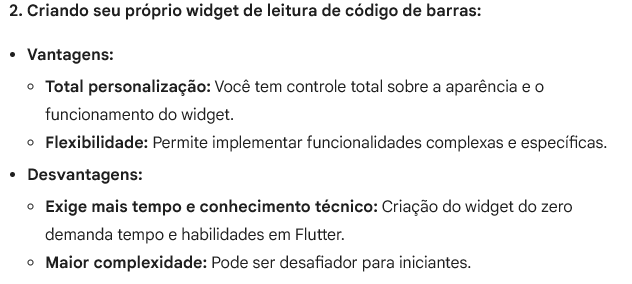 2. Criando seu próprio widget de leitura de código de barras:
• Vantagens:
◦ Total personalização: Você tem controle total sobre a aparência e o
funcionamento do widget.
◦ Flexibilidade: Permite implementar funcionalidades complexas e específicas.
• Desvantagens:
◦ Exige mais tempo e conhecimento técnico: Criação do widget do zero
demanda tempo e habilidades em Flutter.
◦ Maior complexidade: Pode ser desafiador para iniciantes.